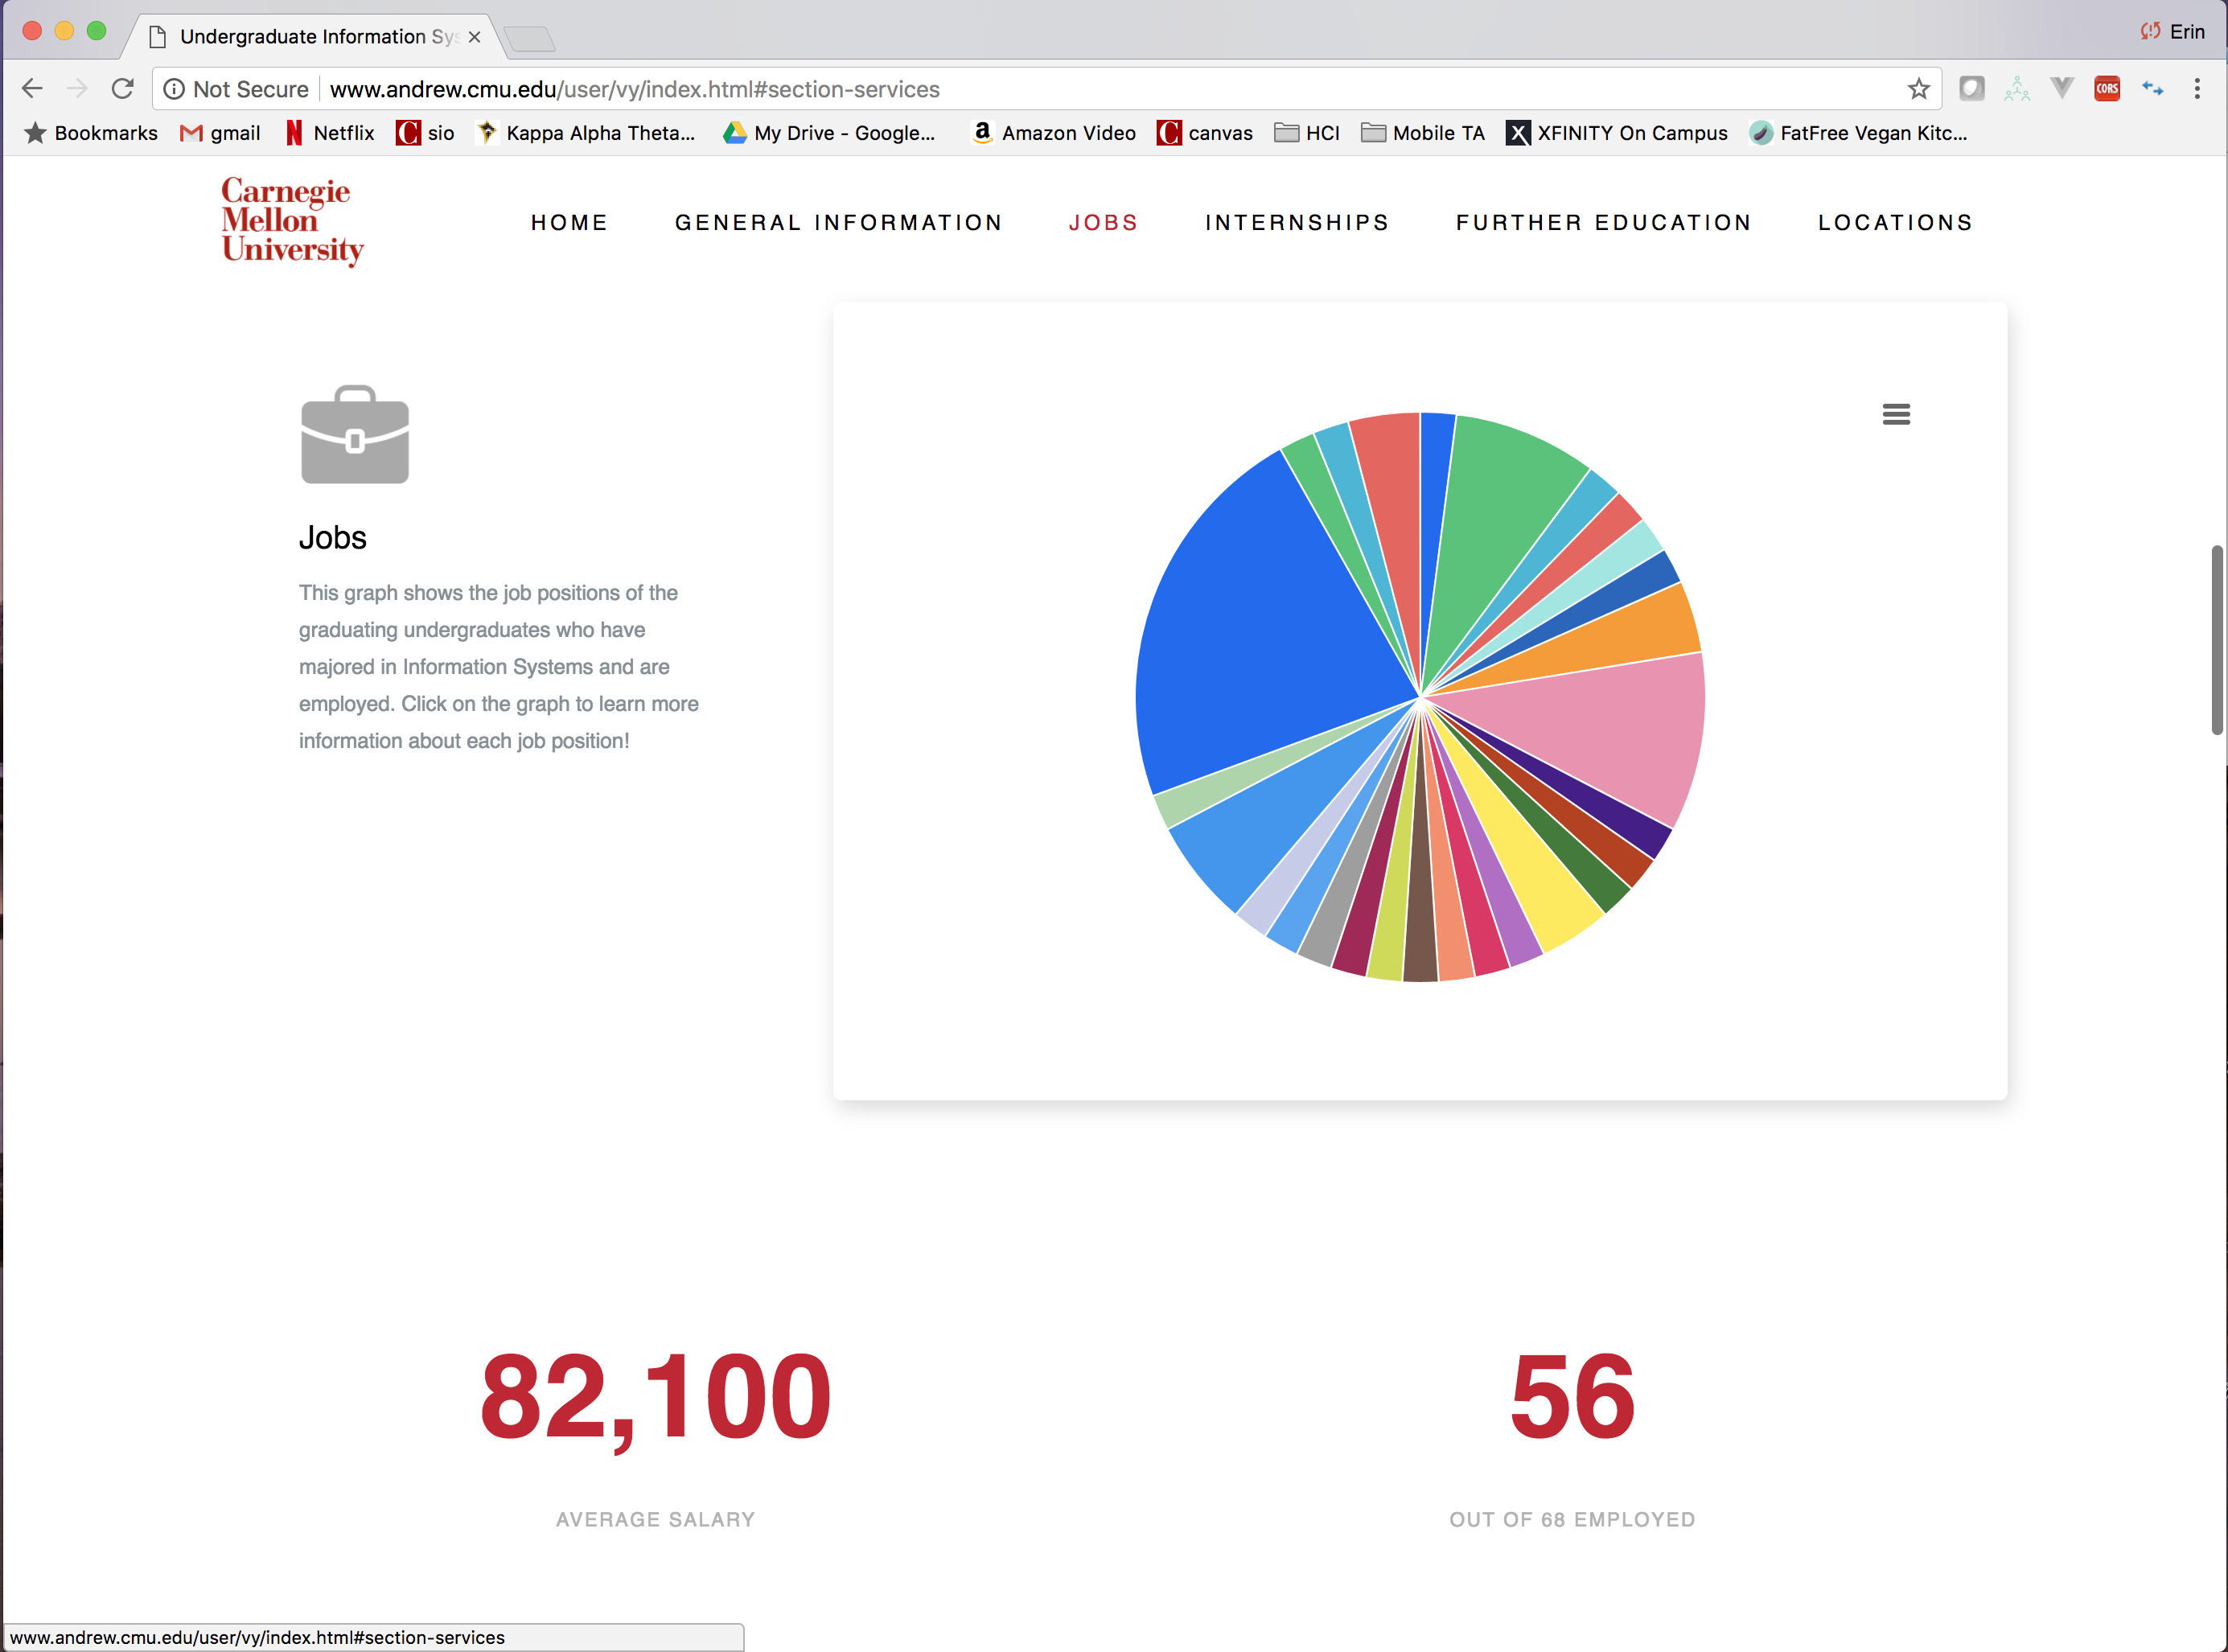 Undergraduate Information Sys
Erin
Not Secure www.andrew.cmu.edu/user/vy/index.html#section-services
CORS
Bookmarks gmail Netflix sio Kappa Alpha Theta... My Drive - Google... Amazon Video canvas HCI Mobile TA XFINITY On Campus FatFree Vegan Kitc...
Carnegie
Mellon
University
HOME GENERAL INFORMATION JOBS INTERNSHIPS FURTHER EDUCATION LOCATIONS
Jobs
This graph shows the job positions of the
graduating undergraduates who have
majored in Information Systems and are
employed. Click on the graph to learn more
information about each job position!
82,100
AVERAGE SALARY
56
OUT OF 68 EMPLOYED
www.andrew.cmu.edu/user/vy/index.html#section-services